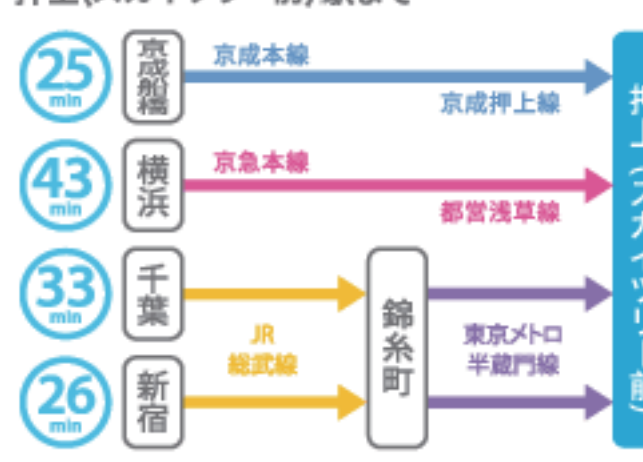 25
min
京成船橋
京成本線
京成押上線
43
min
横浜
京急本線
都営浅草線
33
min
千葉
JR
総武線
錦糸町
東京メトロ
半蔵門線
26
min
新宿